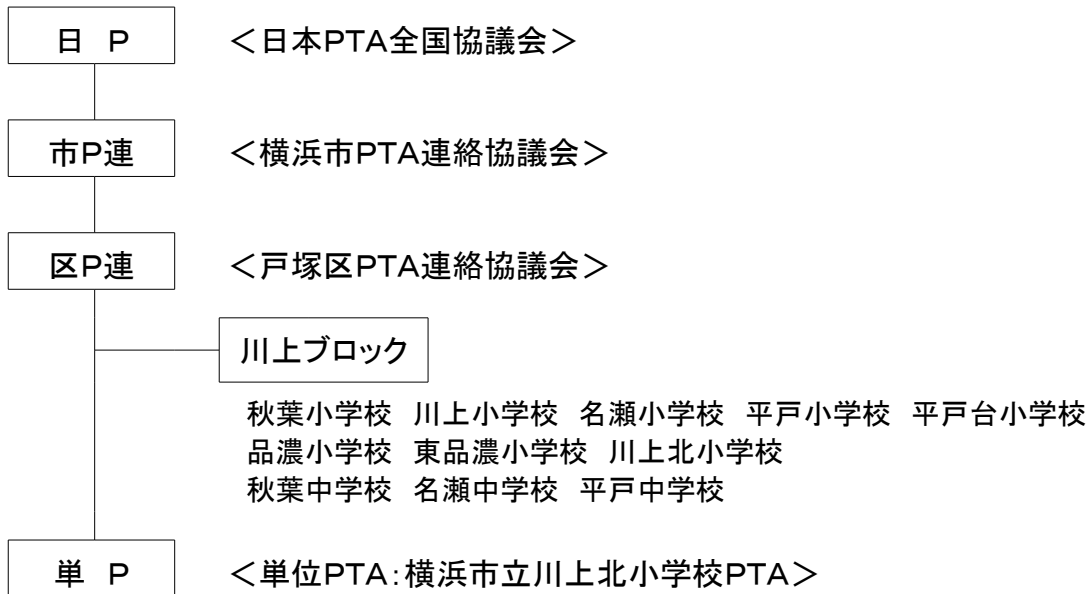 日　P　＜日本PTA全国協議会＞
市P連　＜横浜市PTA連絡協議会＞
区P連　＜戸塚区PTA連絡協議会＞
川上ブロック
秋葉小学校　川上小学校　名瀬小学校　平戸小学校　平戸台小学校
品濃小学校　東品濃小学校　川上北小学校
秋葉中学校　名瀬中学校　平戸中学校
単　P　＜単位PTA：横浜市立川上北小学校PTA＞